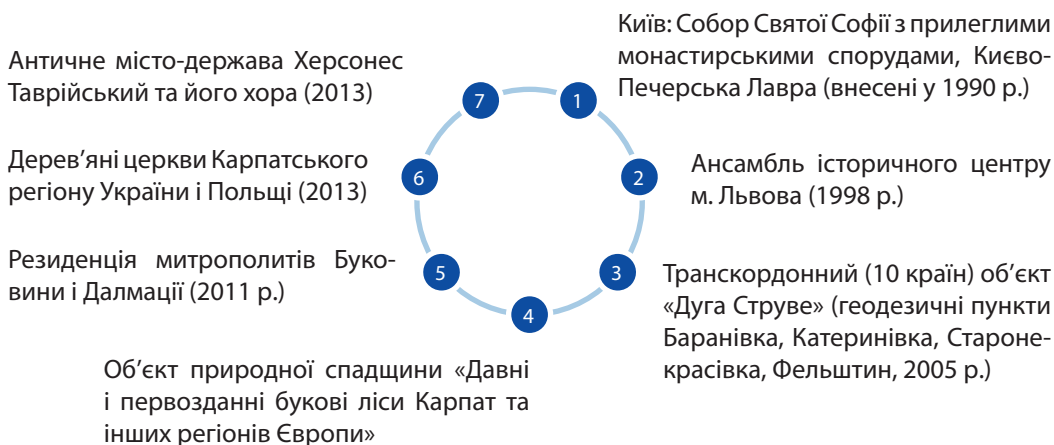 Київ: Собор Святої Софії з прилеглими
монастирськими спорудами, Києво-
Печерська Лавра (внесені у 1990 р.)
Античне місто-держава Херсонес
Таврійський та його хора (2013)
7
1
Дерев’яні церкви Карпатського
регіону України і Польщі (2013)
6
2
Ансамбль історичного центру
м. Львова (1998 р.)
Резиденція митрополитів Буко-
вини і Далмації (2011 р.)
5
3
Транскордонний (10 країн) об’єкт
«Дуга Струве» (геодезичні пункти
Баранівка, Катеринівка, Староне-
красівка, Фельштин, 2005 р.)
4
Об’єкт природної спадщини «Давні
і первозданні букові ліси Карпат та
інших регіонів Європи»